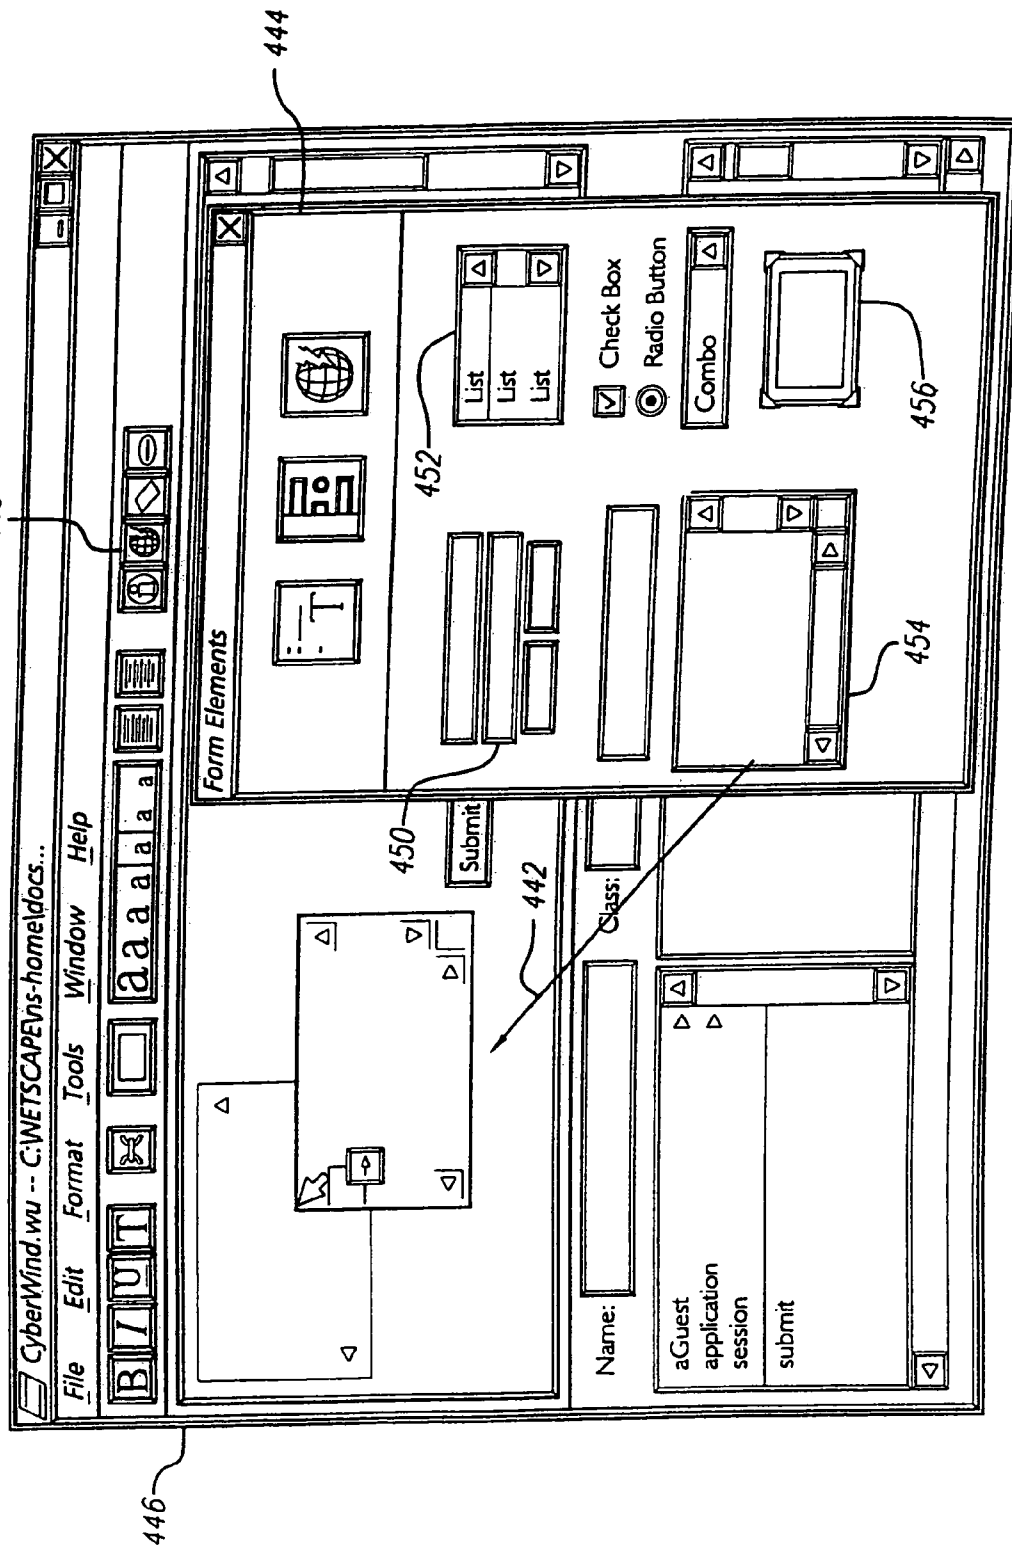 CyberWind.wu -- C:\NETSCAPE\ns-home\docs...
File Edit Format Tools Window Help
B I U T a a a a a a a
444
446
Form Elements
T
Submit
450
452
List
List
List
Check Box
Radio Button
Combo
442
454
456
Name:
Class:
aGuest
application
session
submit